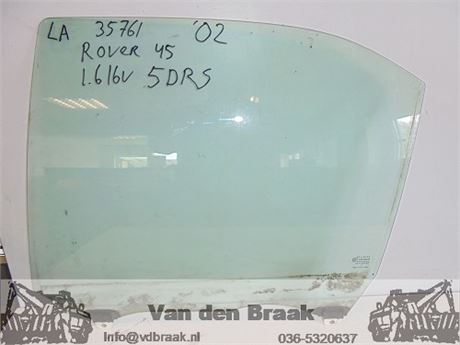 LA 35761 '02
ROVER 45
1.6 16V 5DRS
Van den Braak
Info@vdbraak.nl 036-5320637